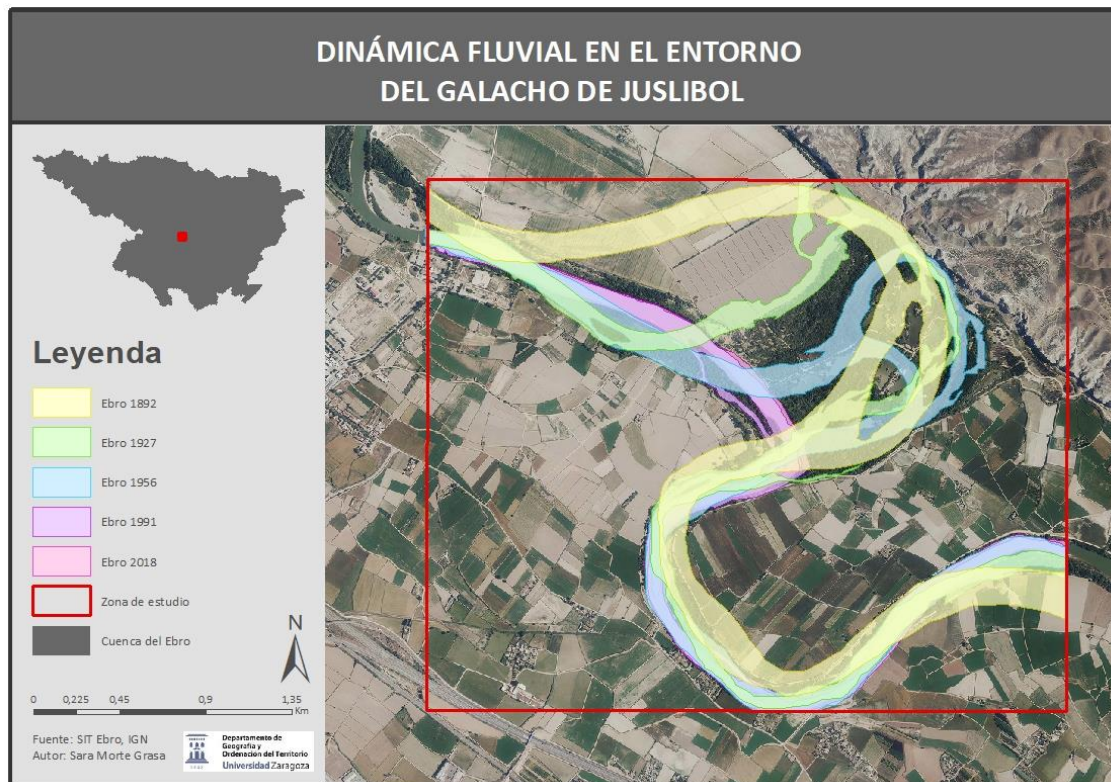 DINÁMICA FLUVIAL EN EL ENTORNO
DEL GALACHO DE JUSLIBOL
Leyenda
Ebro 1892
Ebro 1927
Ebro 1956
Ebro 1991
Ebro 2018
Zona de estudio
Cuenca del Ebro
N
0 0,225 0,45 0,9 1,35
Km
Fuente: SIT Ebro, IGN
Autor: Sara Morte Grasa
Departamento de
Geografía y
Ordenación del Territorio
Universidad Zaragoza